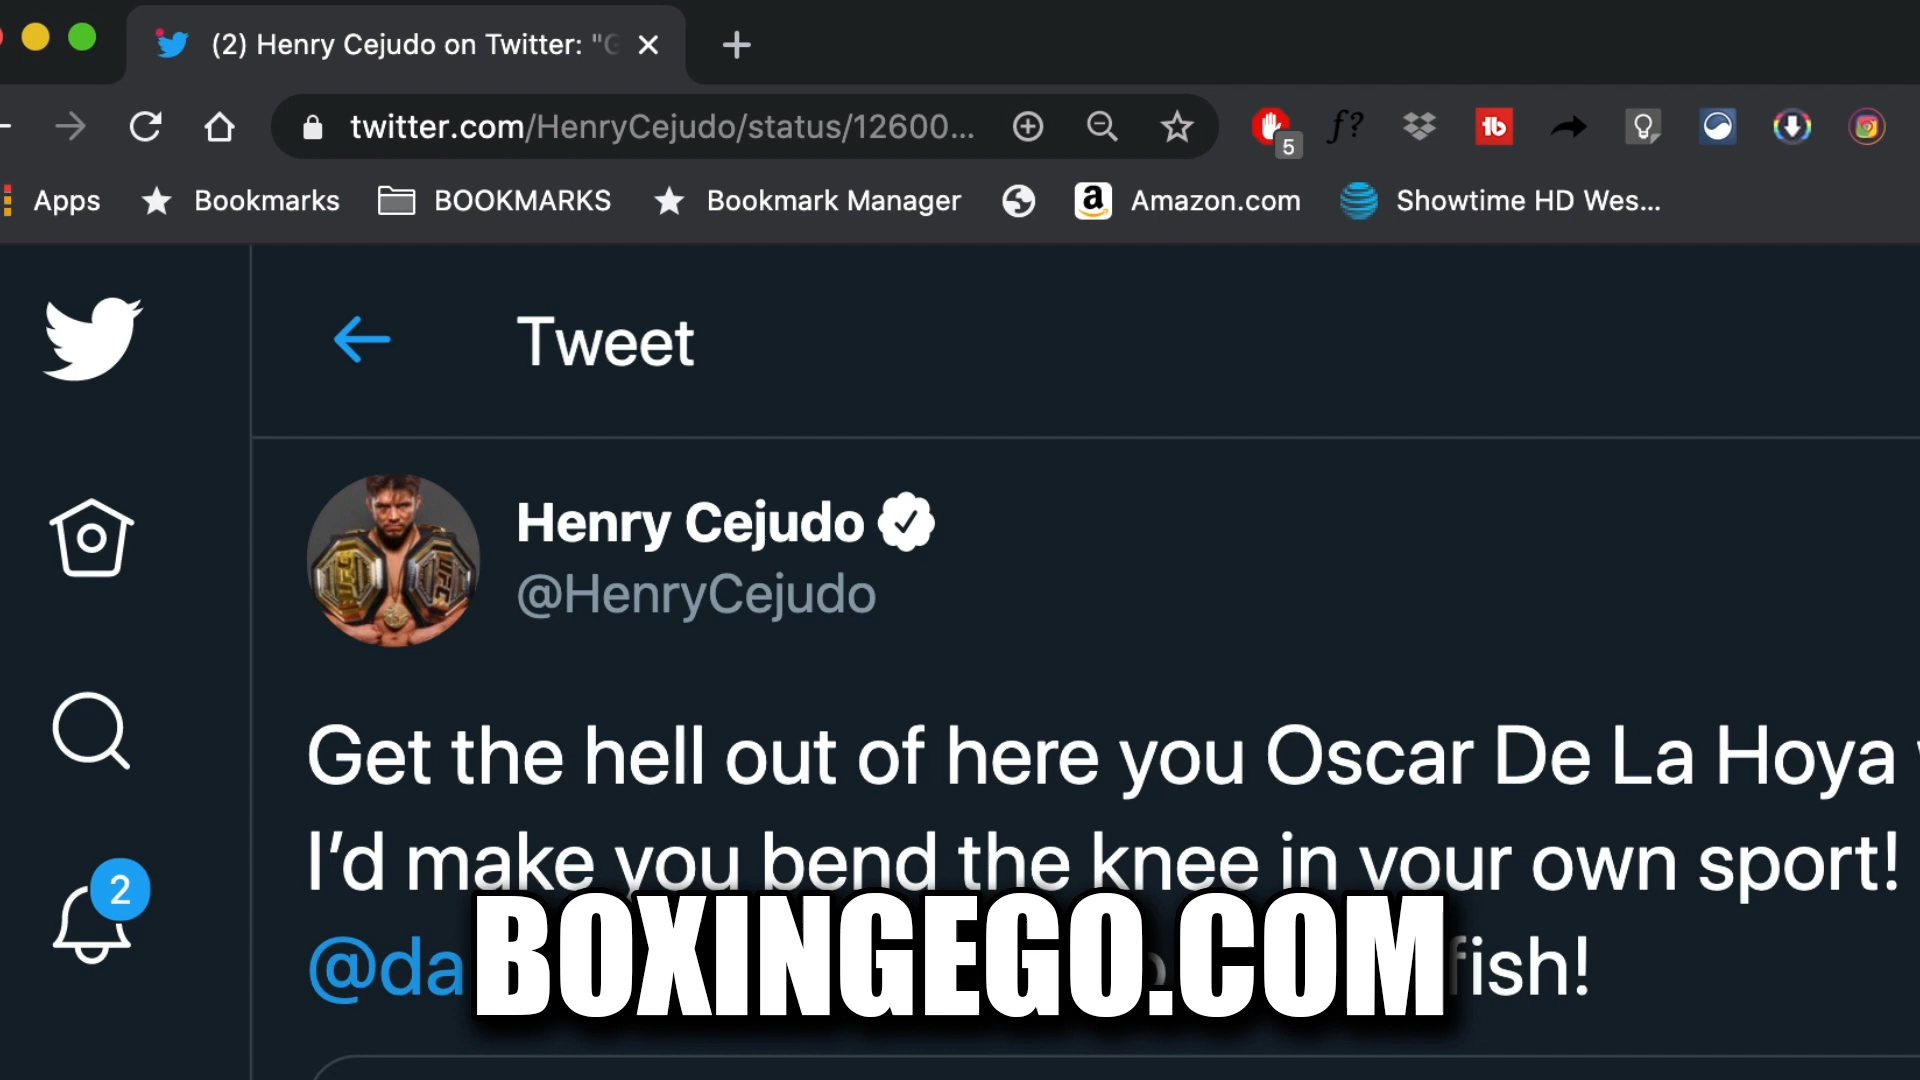 (2) Henry Cejudo on Twitter: "G
twitter.com/HenryCejudo/status/12600...
5
f?
Apps
Bookmarks
BOOKMARKS
Bookmark Manager
Amazon.com
Showtime HD Wes...
Tweet
Henry Cejudo
@HenryCejudo
Get the hell out of here you Oscar De La Hoya
I'd make you bend the knee in your own sport!
2
@da fish!
BOXINGEGO.COM